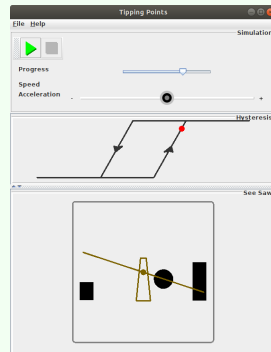 Tipping Points
File Help
Simulation
Progress
Speed
Acceleration - +
Hysteresis
See Saw